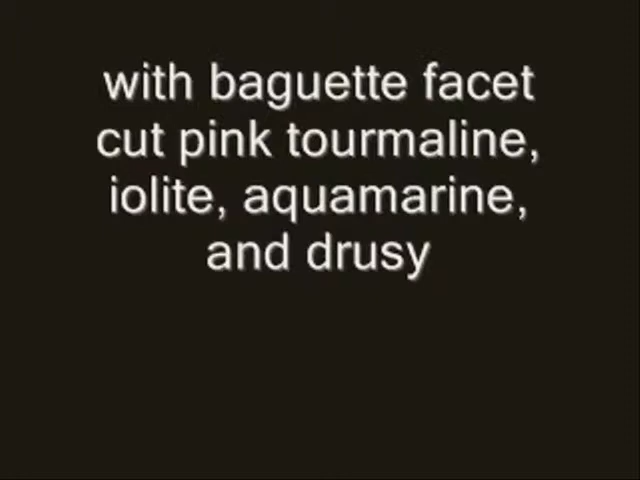 with baguette facet
cut pink tourmaline,
iolite, aquamarine,
and drusy